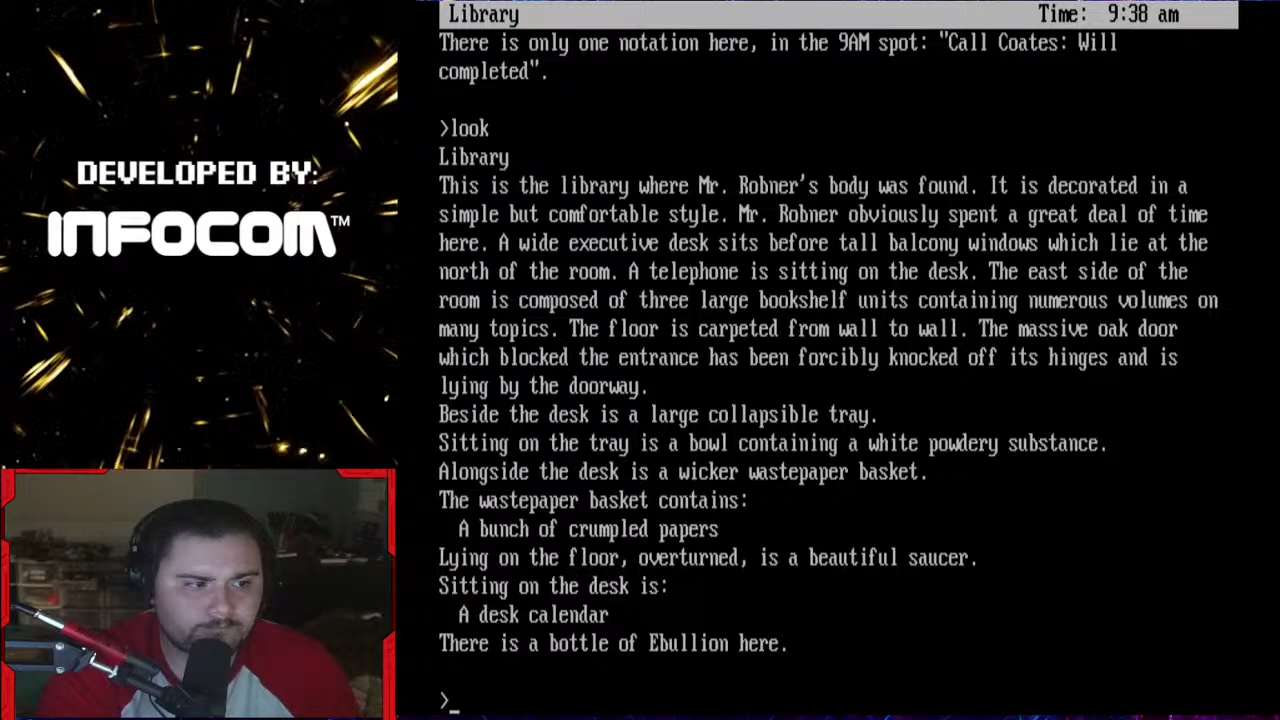 Library Time: 9:38 am
There is only one notation here, in the 9AM spot: "Call Coates: Will
completed".
>look
Library
This is the library where Mr. Robner's body was found. It is decorated in a
simple but comfortable style. Mr. Robner obviously spent a great deal of time
here. A wide executive desk sits before tall balcony windows which lie at the
north of the room. A telephone is sitting on the desk. The east side of the
room is composed of three large bookshelf units containing numerous volumes on
many topics. The floor is carpeted from wall to wall. The massive oak door
which blocked the entrance has been forcibly knocked off its hinges and is
lying by the doorway.
Beside the desk is a large collapsible tray.
Sitting on the tray is a bowl containing a white powdery substance.
Alongside the desk is a wicker wastepaper basket.
The wastepaper basket contains:
A bunch of crumpled papers
Lying on the floor, overturned, is a beautiful saucer.
Sitting on the desk is:
A desk calendar
There is a bottle of Ebullion here.
>_
DEVELOPED BY:
INFOCOM™